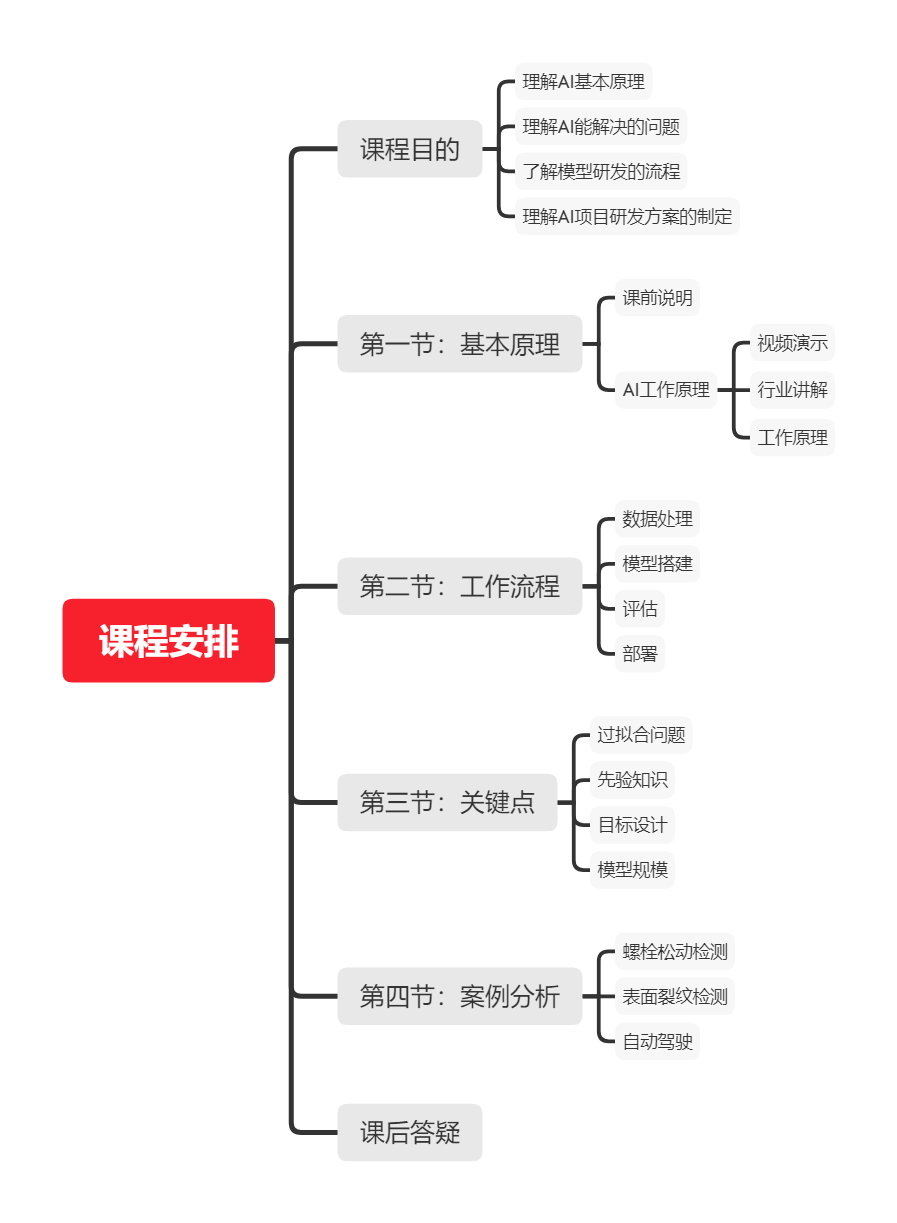 课程安排
课程目的
理解AI基本原理
理解AI能解决的问题
了解模型研发的流程
理解AI项目研发方案的制定
第一节：基本原理
课前说明
AI工作原理
视频演示
行业讲解
工作原理
第二节：工作流程
数据处理
模型搭建
评估
部署
第三节：关键点
过拟合问题
先验知识
目标设计
模型规模
第四节：案例分析
螺栓松动检测
表面裂纹检测
自动驾驶
课后答疑